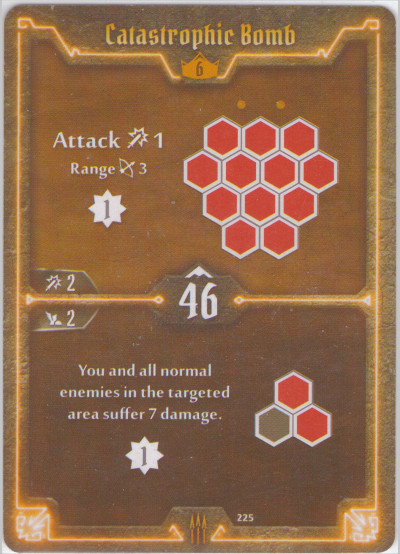 Catastrophic Bomb
6
Attack 1
Range 3
1
2
46
2
You and all normal
enemies in the targeted
area suffer 7 damage.
1
225